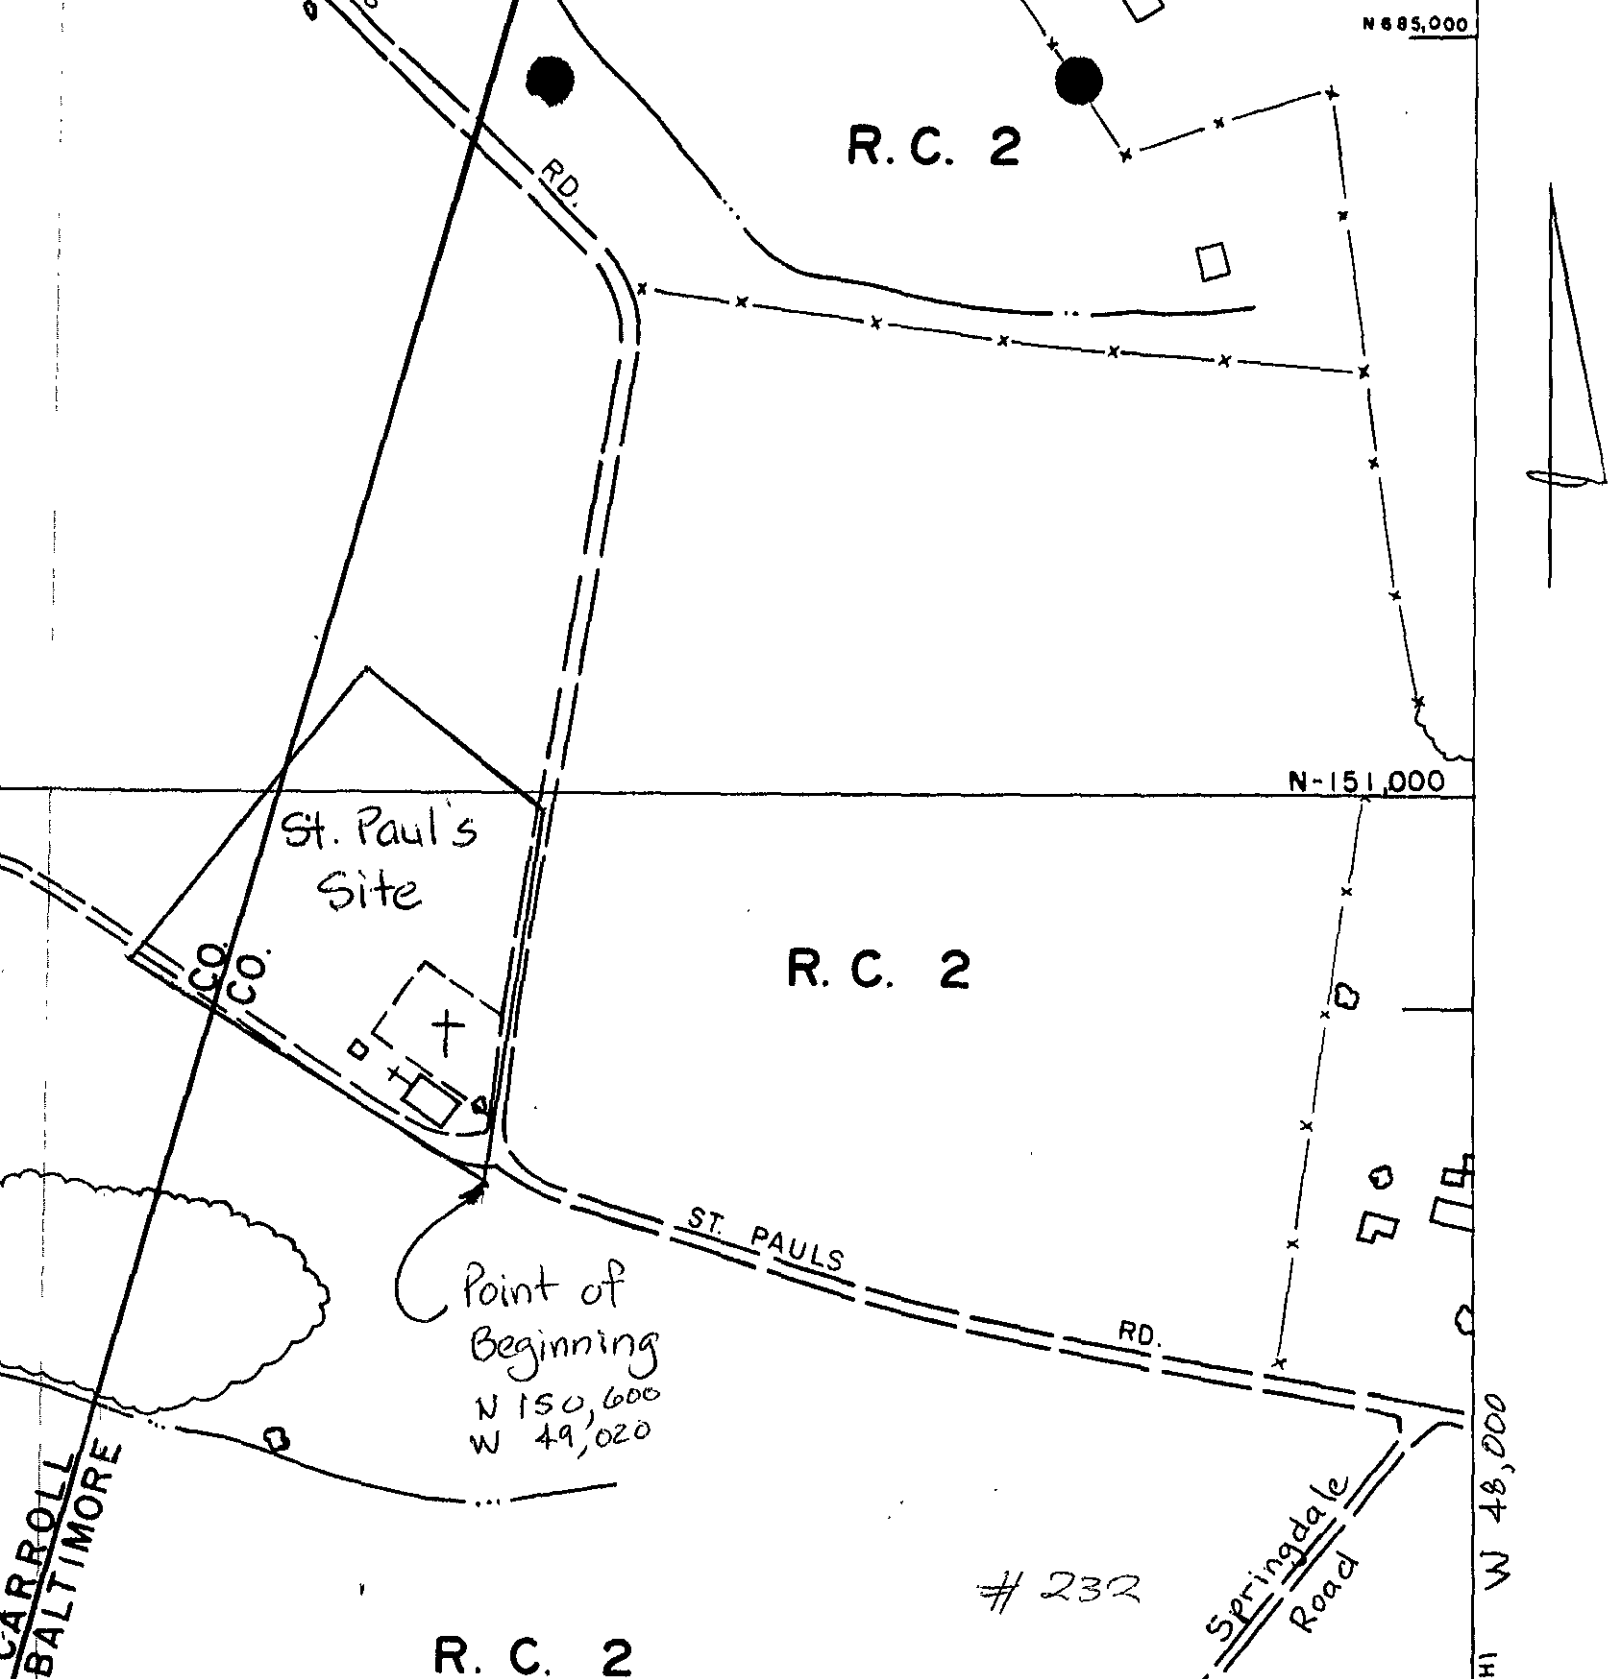 N 685,000
R. C. 2
RD.
N-151,000
St. Paul's
Site
CO.
CO.
R. C. 2
ST. PAULS
RD.
Point of
Beginning
N 150,600
W 49,020
W 48,000
CARROLL
BALTIMORE
Springdale
Road
# 232
R. C. 2